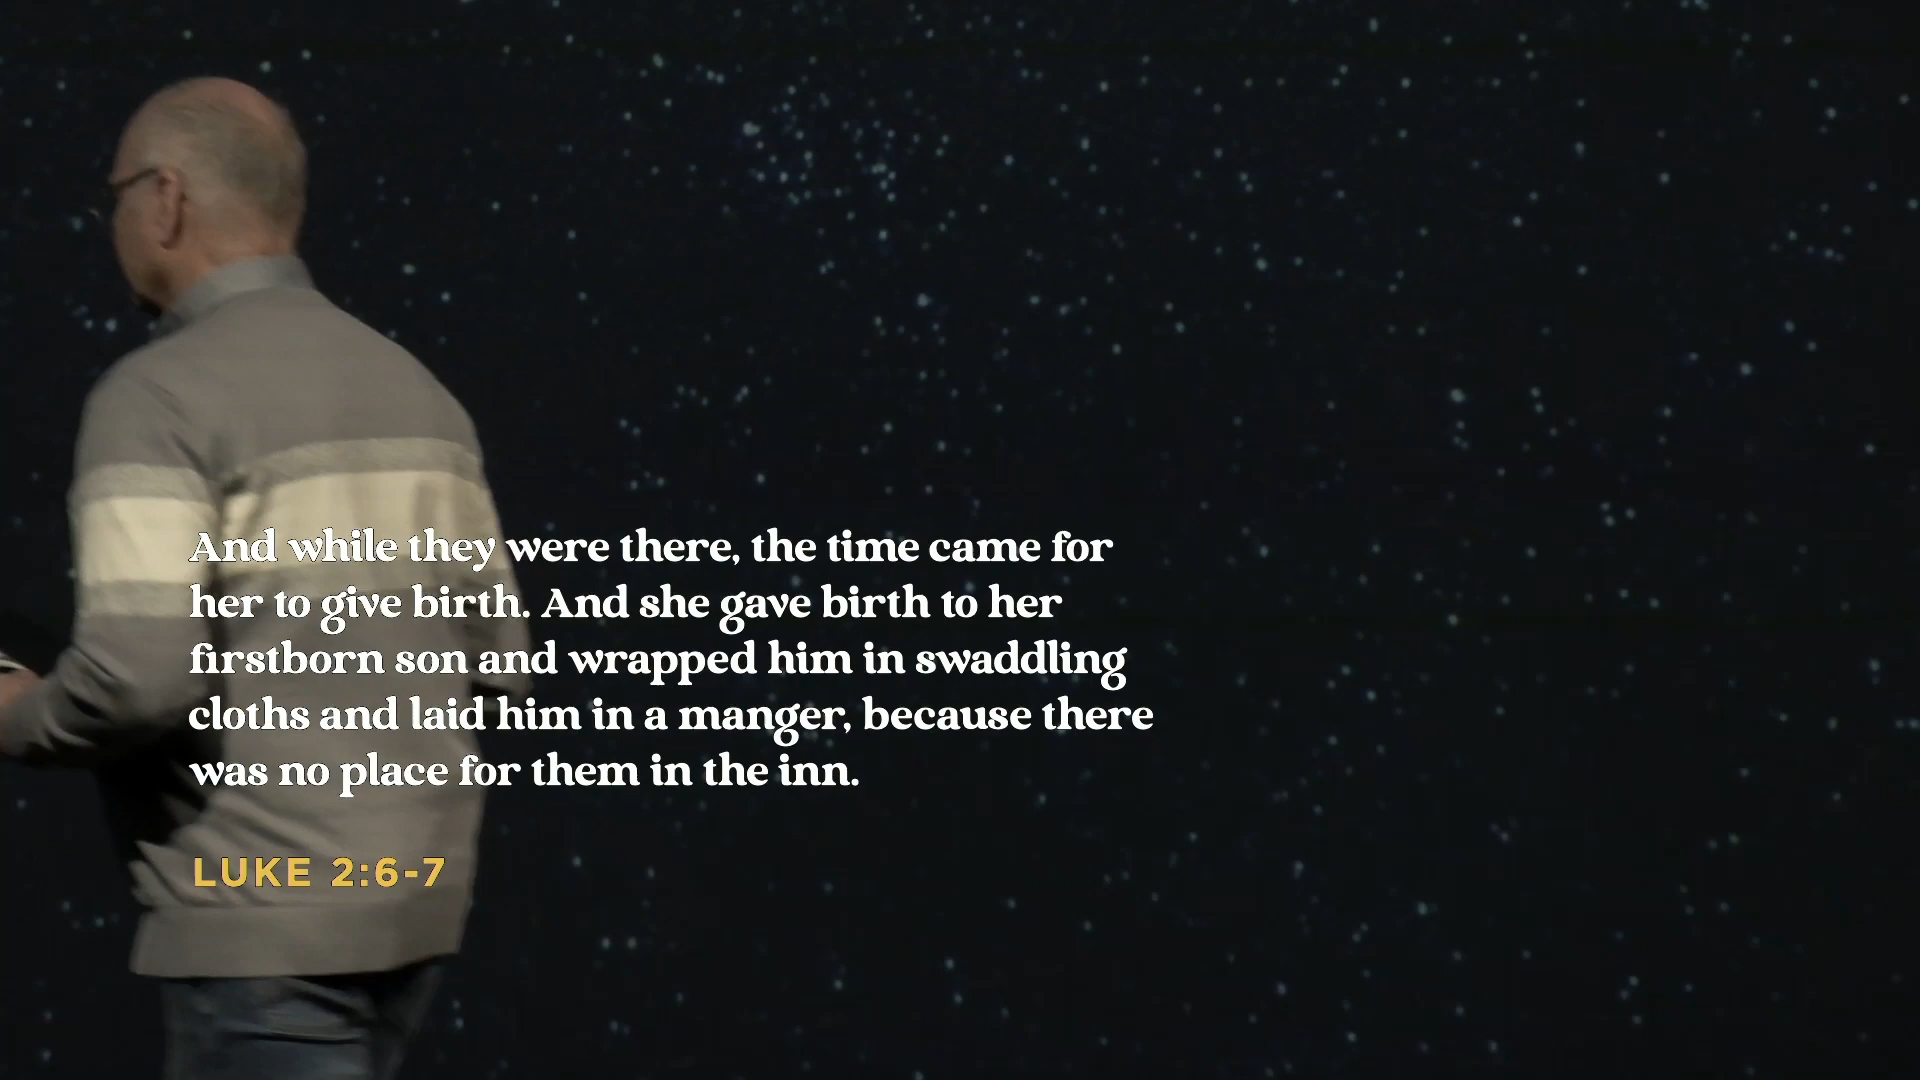 And while they were there, the time came for
her to give birth. And she gave birth to her
firstborn son and wrapped him in swaddling
cloths and laid him in a manger, because there
was no place for them in the inn.
LUKE 2:6-7